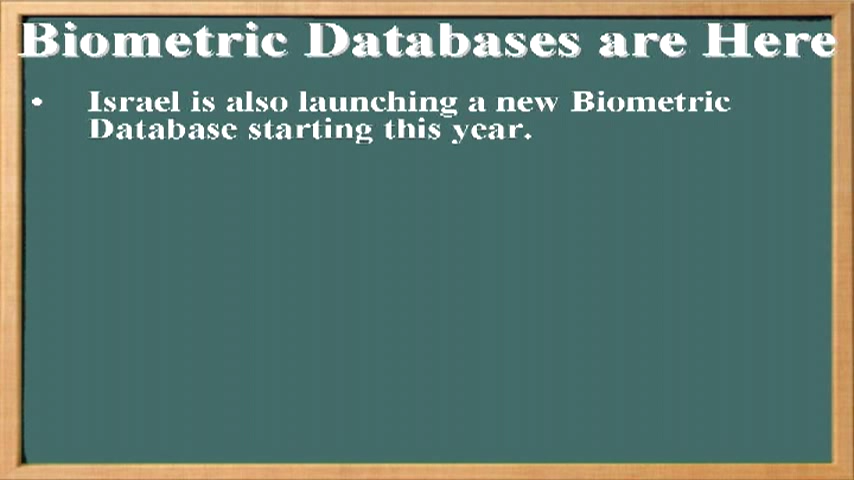 Biometric Databases are Here
• Israel is also launching a new Biometric
Database starting this year.